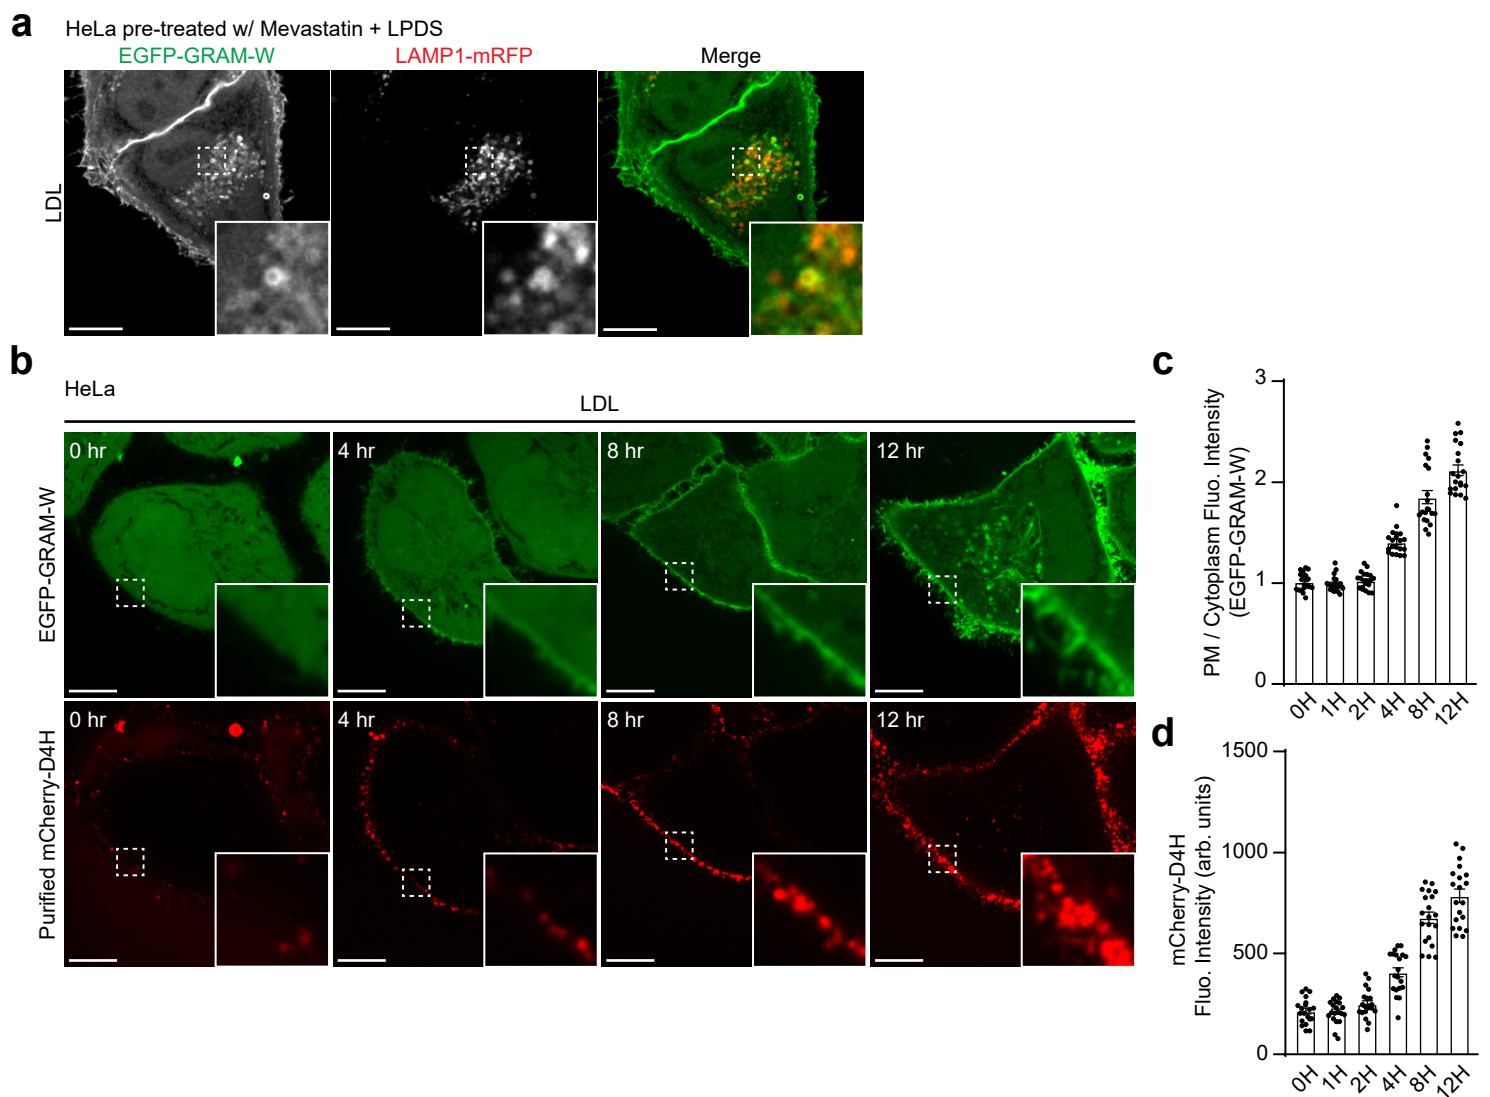 a
HeLa pre-treated w/ Mevastatin + LPDS
EGFP-GRAM-W
LAMP1-mRFP
Merge
LDL
b
HeLa
LDL
EGFP-GRAM-W
0 hr
4 hr
8 hr
12 hr
Purified mCherry-D4H
0 hr
4 hr
8 hr
12 hr
c
PM / Cytoplasm Fluo. Intensity
(EGFP-GRAM-W)
3
2
1
0
0H
1H
2H
4H
8H
12H
d
mCherry-D4H
Fluo. Intensity (arb. units)
1500
1000
500
0
0H
1H
2H
4H
8H
12H